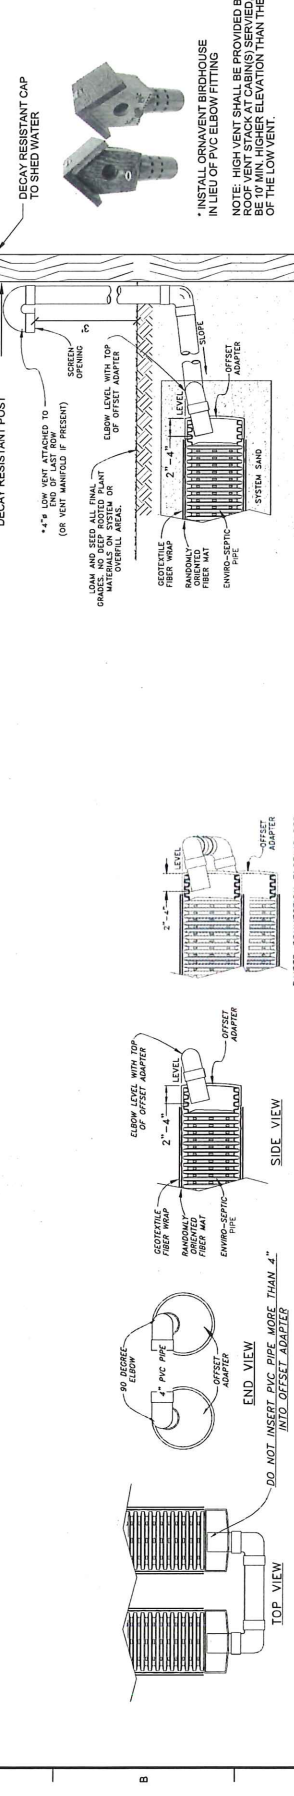 B
TOP VIEW
DO NOT INSERT PVC PIPE MORE THAN 4"
INTO OFFSET ADAPTER
END VIEW
90 DEGREE
ELBOW
4" PVC PIPE
OFFSET
ADAPTER
SIDE VIEW
GEOTEXTILE
FIBER WRAP
RANDOMLY-
ORIENTED
FIBER MAT
ENVIRO-SEPTIC
PIPE
2"-4"
LEVEL
ELBOW LEVEL WITH TOP
OF OFFSET ADAPTER
OFFSET
ADAPTER
2"-4"
LEVEL
OFFSET
ADAPTER
DECAY RESISTANT POST
DECAY RESISTANT CAP
TO SHED WATER
*4"ø LOW VENT ATTACHED TO
END OF LAST ROW
(OR VENT MANIFOLD IF PRESENT)
SCREEN
OPENING
3'
LOAM AND SEED ALL FINAL
GRADES. NO DEEP ROOTED PLANT
MATERIALS ON SYSTEM OR
OVERFILL AREAS.
ELBOW LEVEL WITH TOP
OF OFFSET ADAPTER
SLOPE
2"-4"
LEVEL
OFFSET
ADAPTER
GEOTEXTILE
FIBER WRAP
RANDOMLY-
ORIENTED
FIBER MAT
ENVIRO-SEPTIC
PIPE
SYSTEM SAND
* INSTALL ORNAVENT BIRDHOUSE
IN LIEU OF PVC ELBOW FITTING
NOTE: HIGH VENT SHALL BE PROVIDED B
ROOF VENT STACK AT CABIN(S) SERVIED.
BE 10' MIN. HIGHER ELEVATION THAN THE
OF THE LOW VENT.